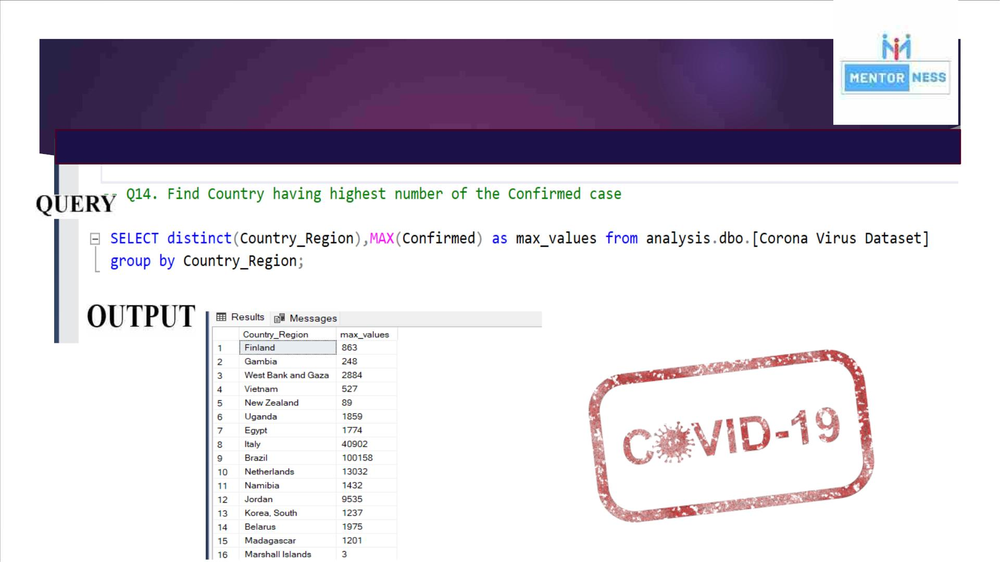 MENTOR NESS
-- Q14. Find Country having highest number of the Confirmed case
QUERY
SELECT distinct(Country_Region),MAX(Confirmed) as max_values from analysis.dbo.[Corona Virus Dataset]
group by Country_Region;
OUTPUT
Results Messages
Country_Region max_values
1 Finland 863
2 Gambia 248
3 West Bank and Gaza 2884
4 Vietnam 527
5 New Zealand 89
6 Uganda 1859
7 Egypt 1774
8 Italy 40902
9 Brazil 100158
10 Netherlands 13032
11 Namibia 1432
12 Jordan 9535
13 Korea, South 1237
14 Belarus 1975
15 Madagascar 1201
16 Marshall Islands 3
COVID-19